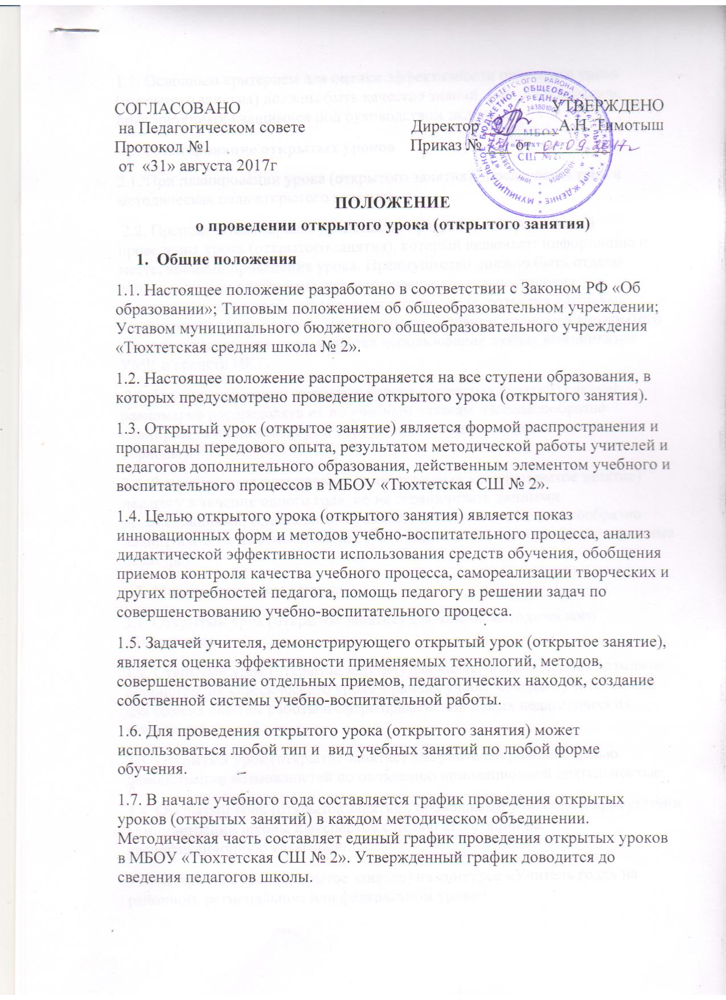 СОГЛАСОВАНО УТВЕРЖДЕНО
на Педагогическом совете Директор А.Н. Тимотыш
Протокол №1 Приказ № от 01.09.2017г
от «31» августа 2017г
ПОЛОЖЕНИЕ
о проведении открытого урока (открытого занятия)
1. Общие положения
1.1. Настоящее положение разработано в соответствии с Законом РФ «Об
образовании»; Типовым положением об общеобразовательном учреждении;
Уставом муниципального бюджетного общеобразовательного учреждения
«Тюхтетская средняя школа № 2».
1.2. Настоящее положение распространяется на все ступени образования, в
которых предусмотрено проведение открытого урока (открытого занятия).
1.3. Открытый урок (открытое занятие) является формой распространения и
пропаганды передового опыта, результатом методической работы учителей и
педагогов дополнительного образования, действенным элементом учебного и
воспитательного процессов в МБОУ «Тюхтетская СШ № 2».
1.4. Целью открытого урока (открытого занятия) является показ
инновационных форм и методов учебно-воспитательного процесса, анализ
дидактической эффективности использования средств обучения, обобщения
приемов контроля качества учебного процесса, самореализации творческих и
других потребностей педагога, помощь педагогу в решении задач по
совершенствованию учебно-воспитательного процесса.
1.5. Задачей учителя, демонстрирующего открытый урок (открытое занятие),
является оценка эффективности применяемых технологий, методов,
совершенствование отдельных приемов, педагогических находок, создание
собственной системы учебно-воспитательной работы.
1.6. Для проведения открытого урока (открытого занятия) может
использоваться любой тип и вид учебных занятий по любой форме
обучения.
1.7. В начале учебного года составляется график проведения открытых
уроков (открытых занятий) в каждом методическом объединении.
Методическая часть составляет единый график проведения открытых уроков
в МБОУ «Тюхтетская СШ № 2». Утвержденный график доводится до
сведения педагогов школы.